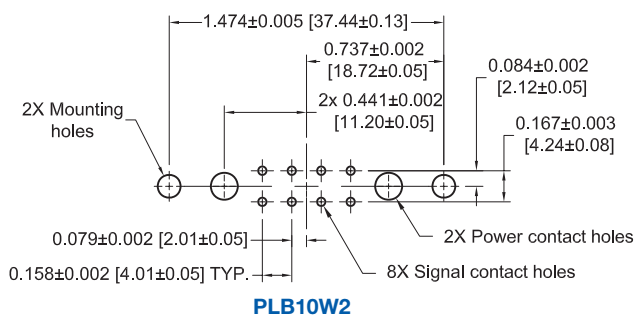 1.474±0.005 [37.44±0.13]
0.737±0.002
[18.72±0.05]
0.084±0.002
[2.12±0.05]
2X Mounting
holes
2x 0.441±0.002
[11.20±0.05]
0.167±0.003
[4.24±0.08]
0.079±0.002 [2.01±0.05]
2X Power contact holes
0.158±0.002 [4.01±0.05] TYP.
8X Signal contact holes
PLB10W2